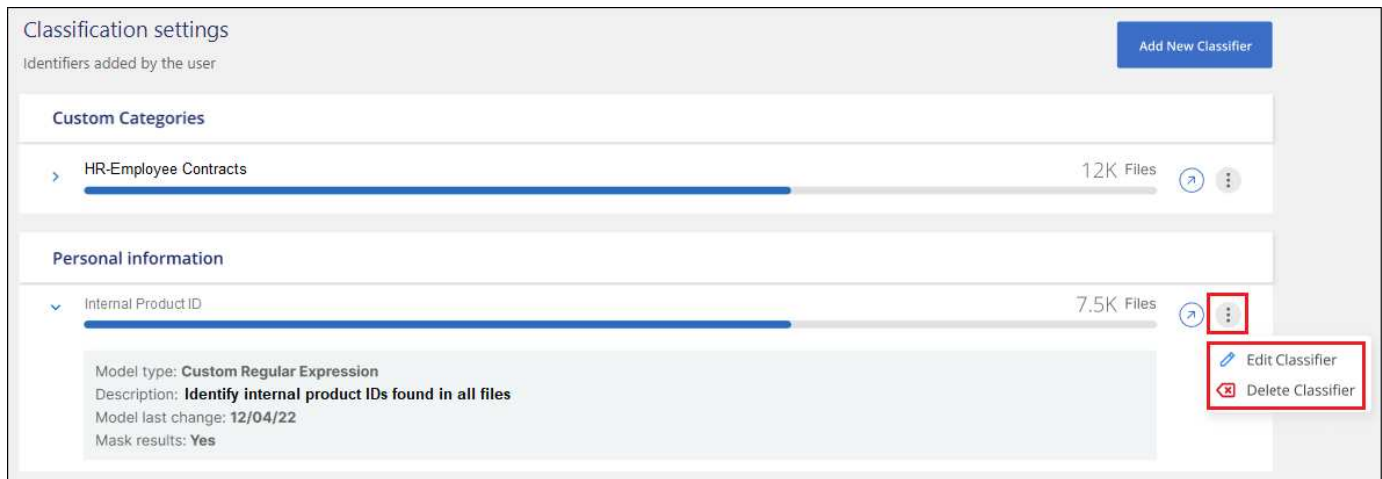 Classification settings
Add New Classifier
Identifiers added by the user
Custom Categories
HR-Employee Contracts 12K Files
Personal information
Internal Product ID 7.5K Files
Edit Classifier
Model type: Custom Regular Expression
Description: Identify internal product IDs found in all files
Delete Classifier
Model last change: 12/04/22
Mask results: Yes